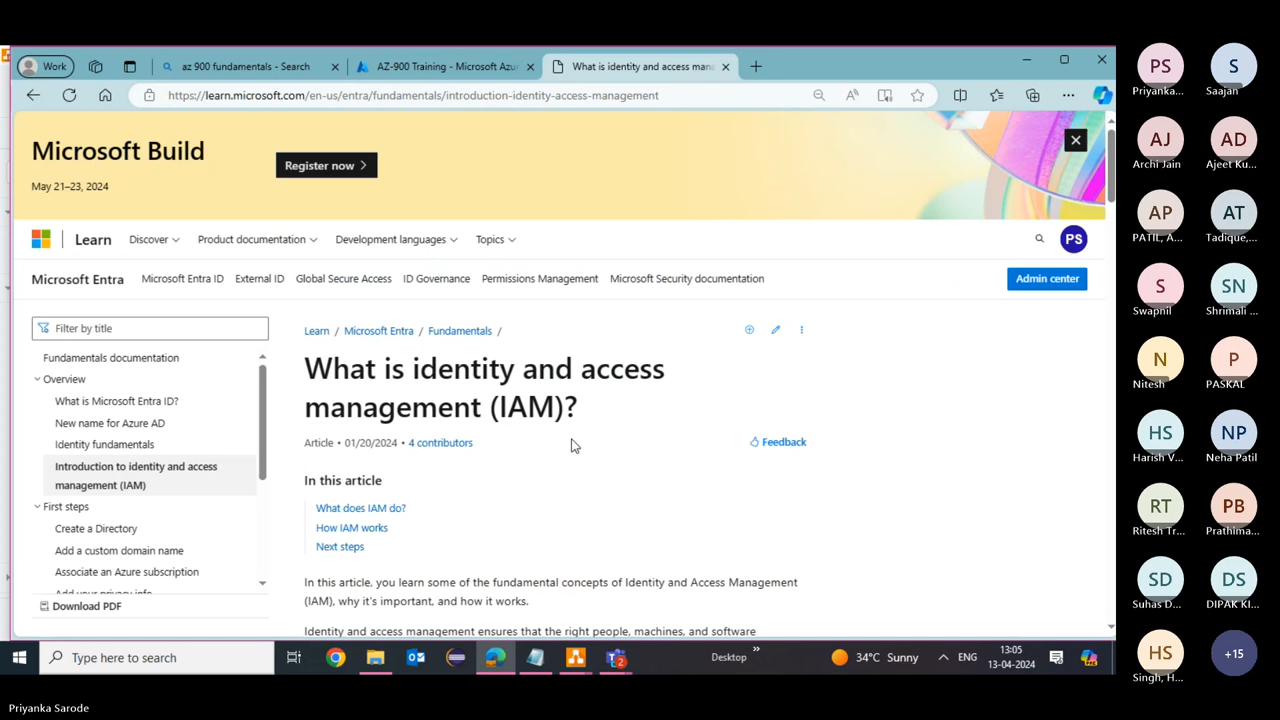 Work
az 900 fundamentals - Search
AZ-900 Training - Microsoft Azur
What is identity and access mana
https://learn.microsoft.com/en-us/entra/fundamentals/introduction-identity-access-management
Microsoft Build
Register now
May 21–23, 2024
Learn
Discover
Product documentation
Development languages
Topics
PS
Microsoft Entra
Microsoft Entra ID
External ID
Global Secure Access
ID Governance
Permissions Management
Microsoft Security documentation
Admin center
Filter by title
Fundamentals documentation
Overview
What is Microsoft Entra ID?
New name for Azure AD
Identity fundamentals
Introduction to identity and access
management (IAM)
First steps
Create a Directory
Add a custom domain name
Associate an Azure subscription
Add your privacy info
Download PDF
Learn / Microsoft Entra / Fundamentals /
What is identity and access
management (IAM)?
Article • 01/20/2024 • 4 contributors
Feedback
In this article
What does IAM do?
How IAM works
Next steps
In this article, you learn some of the fundamental concepts of Identity and Access Management
(IAM), why it's important, and how it works.
Identity and access management ensures that the right people, machines, and software
Type here to search
2
Desktop
34°C Sunny
ENG
13:05
13-04-2024
Priyanka Sarode
PS
Priyanka...
S
Saajan
AJ
Archi Jain
AD
Ajeet Ku...
AP
PATIL, A...
AT
Tadique,...
S
Swapnil
SN
Shrimali ...
N
Nitesh
P
PASKAL
HS
Harish V...
NP
Neha Patil
RT
Ritesh Tr...
PB
Prathima...
SD
Suhas D...
DS
DIPAK KI...
HS
Singh, H...
+15